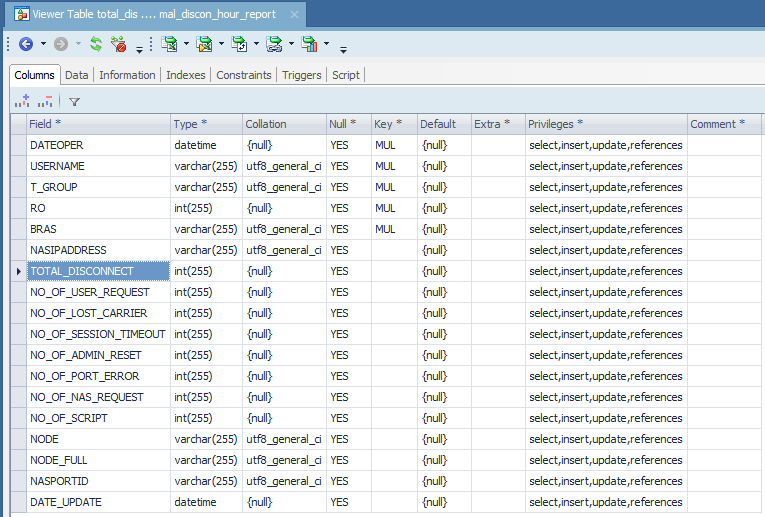 Viewer Table total_dis .... mal_discon_hour_report
Columns Data Information Indexes Constraints Triggers Script
Field * Type * Collation Null * Key * Default Extra * Privileges * Comment *
DATEOPER datetime {null} YES MUL {null} select,insert,update,references
USERNAME varchar(255) utf8_general_ci YES MUL {null} select,insert,update,references
T_GROUP varchar(255) utf8_general_ci YES MUL {null} select,insert,update,references
RO int(255) {null} YES MUL {null} select,insert,update,references
BRAS varchar(255) utf8_general_ci YES MUL {null} select,insert,update,references
NASIPADDRESS varchar(255) utf8_general_ci YES {null} select,insert,update,references
TOTAL_DISCONNECT int(255) {null} YES {null} select,insert,update,references
NO_OF_USER_REQUEST int(255) {null} YES {null} select,insert,update,references
NO_OF_LOST_CARRIER int(255) {null} YES {null} select,insert,update,references
NO_OF_SESSION_TIMEOUT int(255) {null} YES {null} select,insert,update,references
NO_OF_ADMIN_RESET int(255) {null} YES {null} select,insert,update,references
NO_OF_PORT_ERROR int(255) {null} YES {null} select,insert,update,references
NO_OF_NAS_REQUEST int(255) {null} YES {null} select,insert,update,references
NO_OF_SCRIPT int(255) {null} YES {null} select,insert,update,references
NODE varchar(255) utf8_general_ci YES {null} select,insert,update,references
NODE_FULL varchar(255) utf8_general_ci YES {null} select,insert,update,references
NASPORTID varchar(255) utf8_general_ci YES {null} select,insert,update,references
DATE_UPDATE datetime {null} YES {null} select,insert,update,references